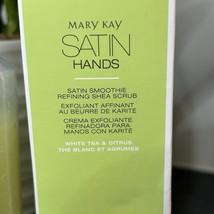 MARY KAY
SATIN
HANDS
SATIN SMOOTHIE
REFINING SHEA SCRUB
EXFOLIANT AFFINANT
AU BEURRE DE KARITÉ
CREMA EXFOLIANTE
REFINADORA PARA
MANOS CON KARITÉ
WHITE TEA & CITRUS
THÉ BLANC ET AGRUMES